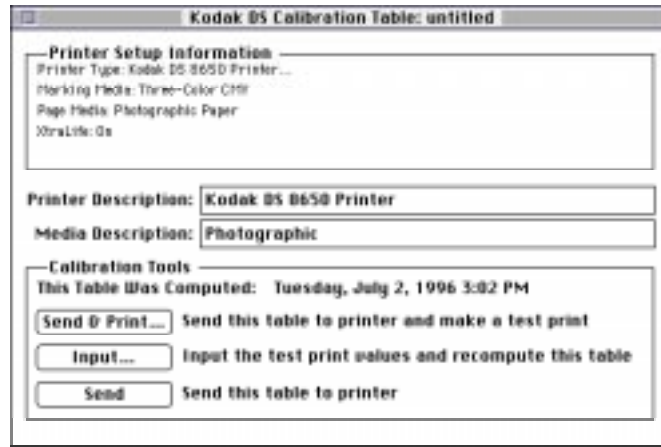 Kodak DS Calibration Table: untitled
Printer Setup Information
Printer Type: Kodak DS 8650 Printer...
Marking Media: Three-Color CMY
Page Media: Photographic Paper
XtraLife: On
Printer Description: Kodak DS 8650 Printer
Media Description: Photographic
Calibration Tools
This Table Was Computed: Tuesday, July 2, 1996 3:02 PM
Send & Print... Send this table to printer and make a test print
Input... Input the test print values and recompute this table
Send Send this table to printer